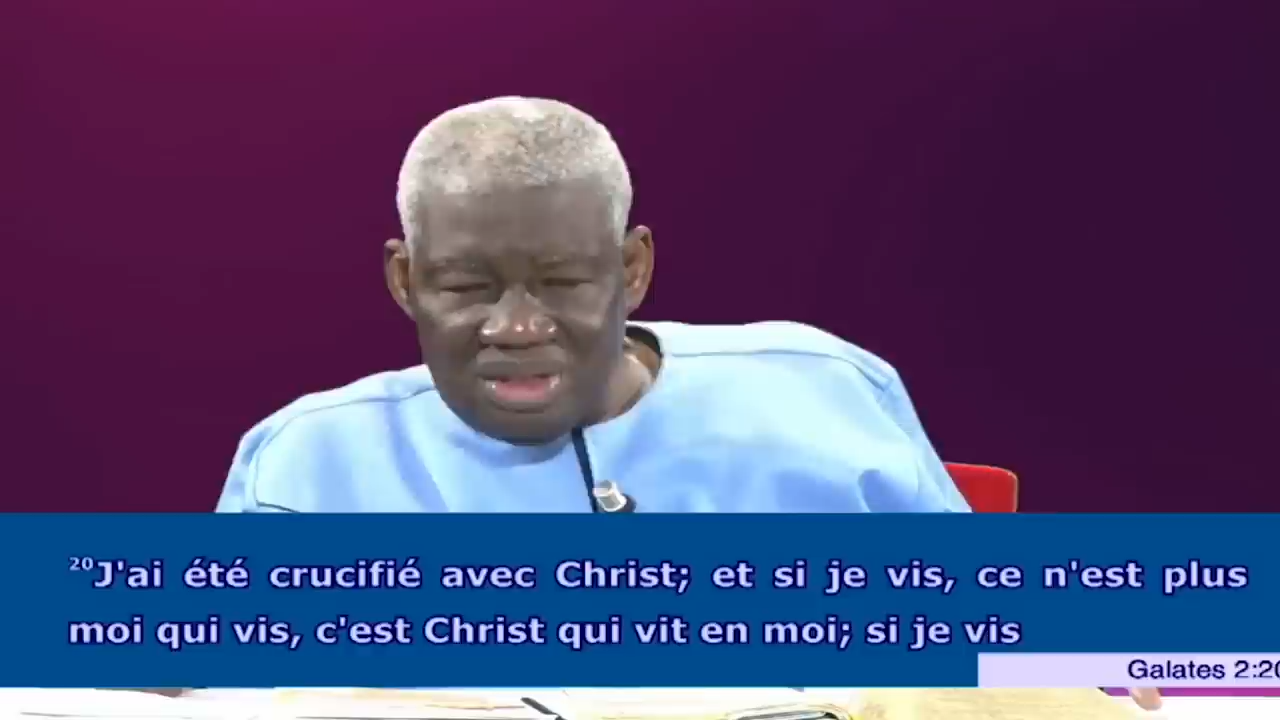 ²⁰J'ai été crucifié avec Christ; et si je vis, ce n'est plus
moi qui vis, c'est Christ qui vit en moi; si je vis
Galates 2:20